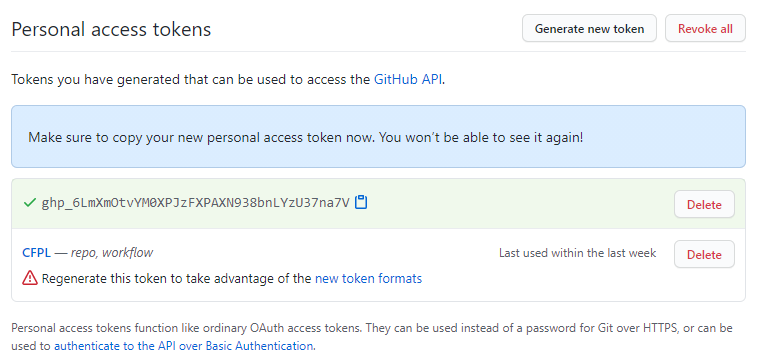 Personal access tokens
Generate new token
Revoke all
Tokens you have generated that can be used to access the GitHub API.
Make sure to copy your new personal access token now. You won't be able to see it again!
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
Delete
CFPL — repo, workflow
Last used within the last week
Delete
Regenerate this token to take advantage of the new token formats
Personal access tokens function like ordinary OAuth access tokens. They can be used instead of a password for Git over HTTPS, or can be
used to authenticate to the API over Basic Authentication.